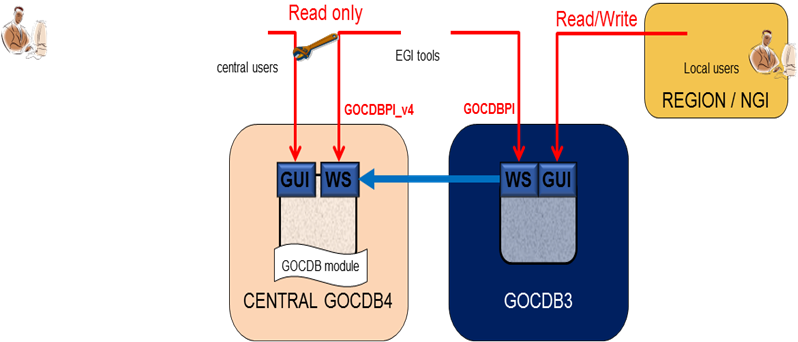 Read only
Read/Write
central users
EGI tools
Local users
REGION / NGI
GOCDBPI_v4
GOCDBPI
GUI
WS
WS
GUI
GOCDB module
CENTRAL GOCDB4
GOCDB3